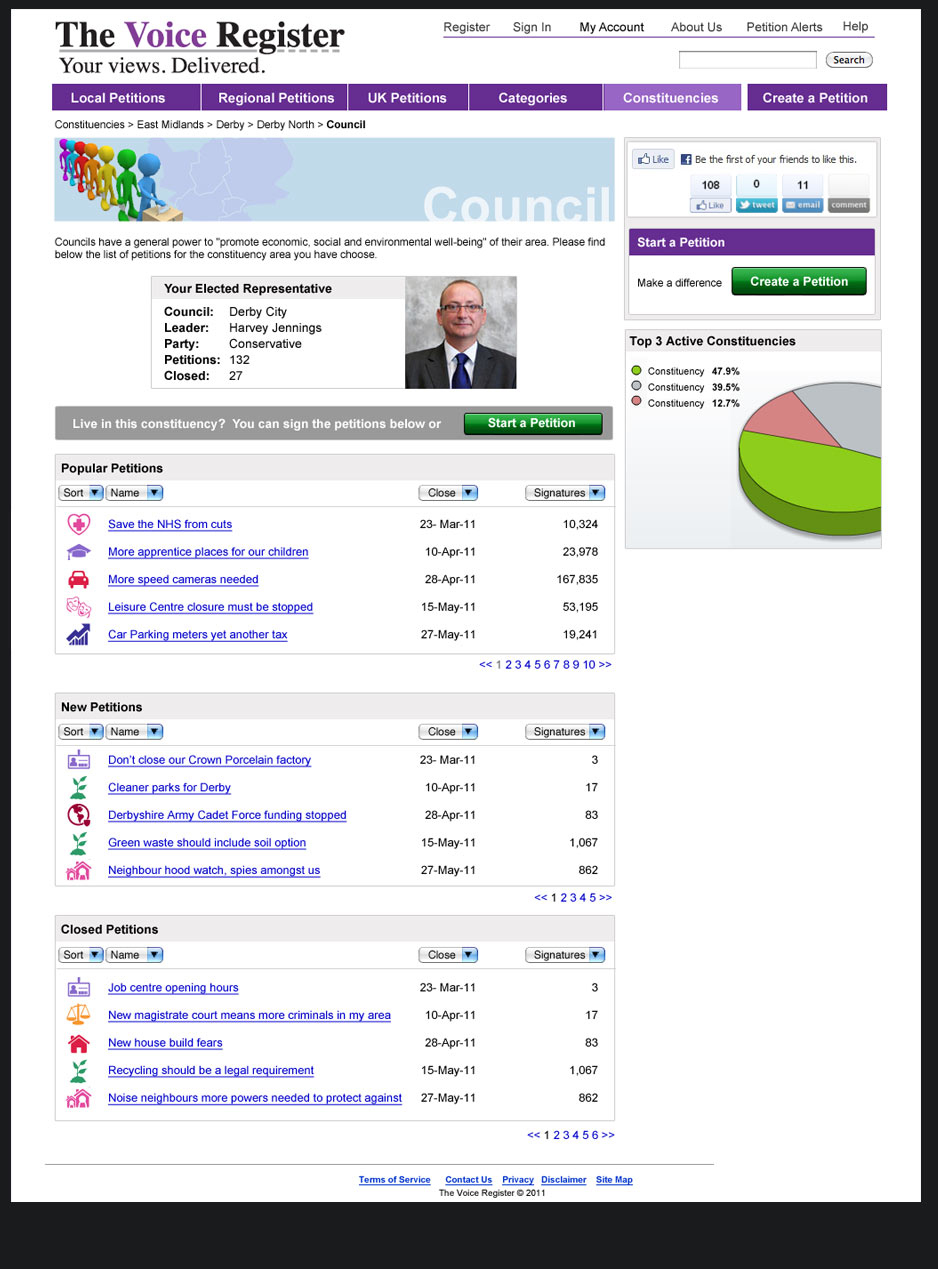 The Voice Register
Your views. Delivered.
Register Sign In My Account About Us Petition Alerts Help
Search
Local Petitions Regional Petitions UK Petitions Categories Constituencies Create a Petition
Constituencies > East Midlands > Derby > Derby North > Council
Council
Councils have a general power to "promote economic, social and environmental well-being" of their area. Please find
below the list of petitions for the constituency area you have choose.
Your Elected Representative
Council: Derby City
Leader: Harvey Jennings
Party: Conservative
Petitions: 132
Closed: 27
Live in this constituency? You can sign the petitions below or Start a Petition
Popular Petitions
Sort Name Close Signatures
Save the NHS from cuts 23- Mar-11 10,324
More apprentice places for our children 10-Apr-11 23,978
More speed cameras needed 28-Apr-11 167,835
Leisure Centre closure must be stopped 15-May-11 53,195
Car Parking meters yet another tax 27-May-11 19,241
<< 1 2 3 4 5 6 7 8 9 10 >>
New Petitions
Sort Name Close Signatures
Don't close our Crown Porcelain factory 23- Mar-11 3
Cleaner parks for Derby 10-Apr-11 17
Derbyshire Army Cadet Force funding stopped 28-Apr-11 83
Green waste should include soil option 15-May-11 1,067
Neighbour hood watch, spies amongst us 27-May-11 862
<< 1 2 3 4 5 >>
Closed Petitions
Sort Name Close Signatures
Job centre opening hours 23- Mar-11 3
New magistrate court means more criminals in my area 10-Apr-11 17
New house build fears 28-Apr-11 83
Recycling should be a legal requirement 15-May-11 1,067
Noise neighbours more powers needed to protect against 27-May-11 862
<< 1 2 3 4 5 6 >>
Like Be the first of your friends to like this.
108 0 11
Like tweet email comment
Start a Petition
Make a difference Create a Petition
Top 3 Active Constituencies
Constituency 47.9%
Constituency 39.5%
Constituency 12.7%
Terms of Service Contact Us Privacy Disclaimer Site Map
The Voice Register © 2011